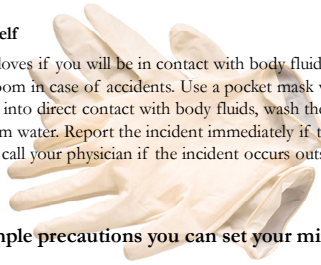 elf
loves if you will be in contact with body fluid
oom in case of accidents. Use a pocket mask
into direct contact with body fluids, wash the
m water. Report the incident immediately if t
call your physician if the incident occurs outs
mple precautions you can set your mi